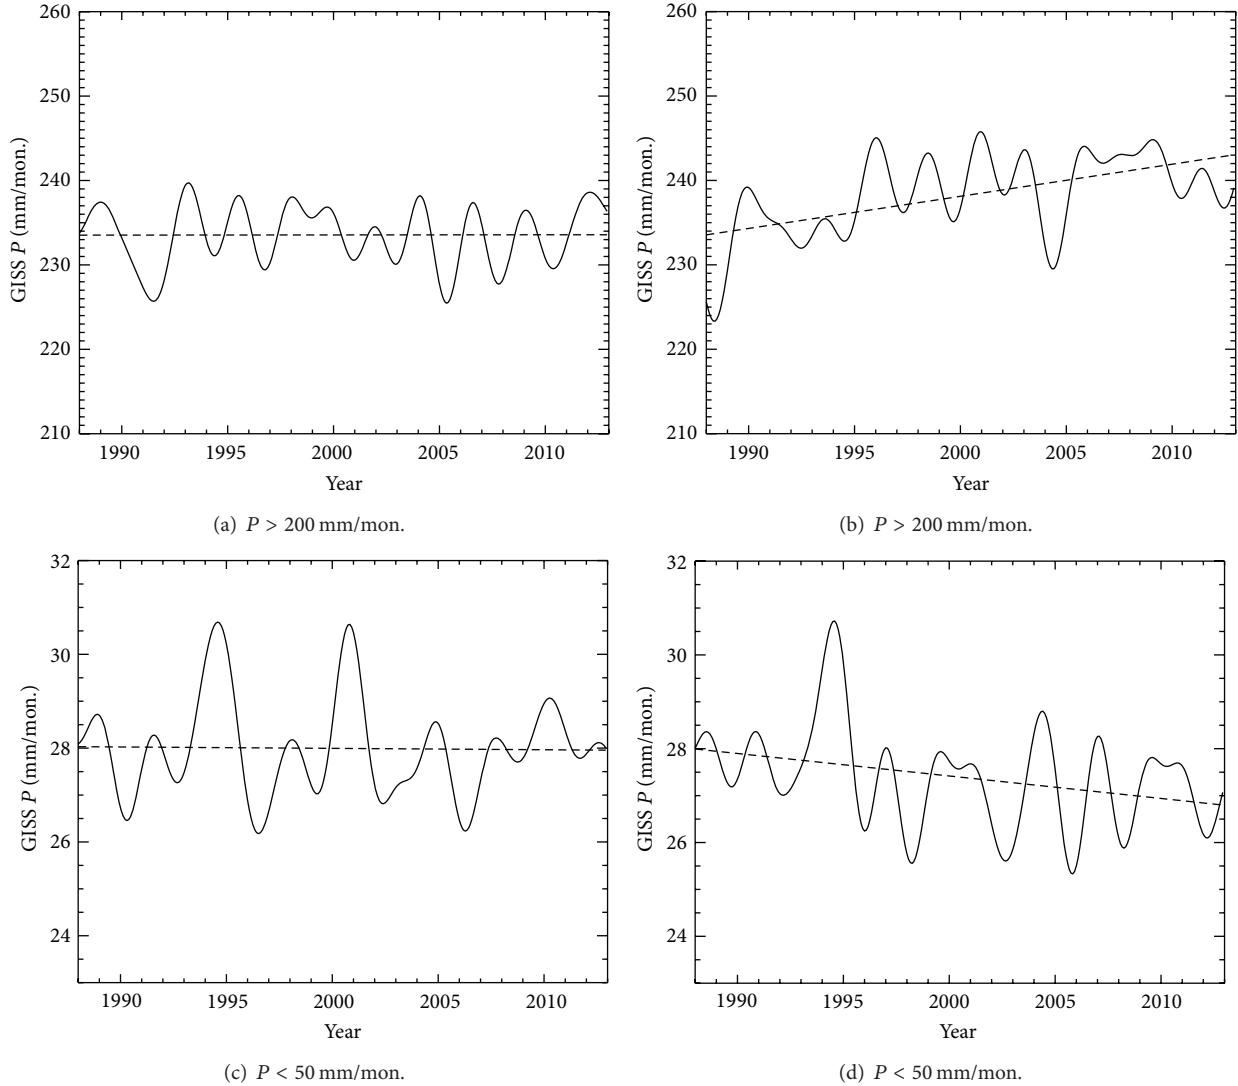 260
250
240
230
220
210
GISS P (mm/mon.)
1990 1995 2000 2005 2010
Year
(a) P > 200 mm/mon.
260
250
240
230
220
210
GISS P (mm/mon.)
1990 1995 2000 2005 2010
Year
(b) P > 200 mm/mon.
32
30
28
26
24
GISS P (mm/mon.)
1990 1995 2000 2005 2010
Year
(c) P < 50 mm/mon.
32
30
28
26
24
GISS P (mm/mon.)
1990 1995 2000 2005 2010
Year
(d) P < 50 mm/mon.